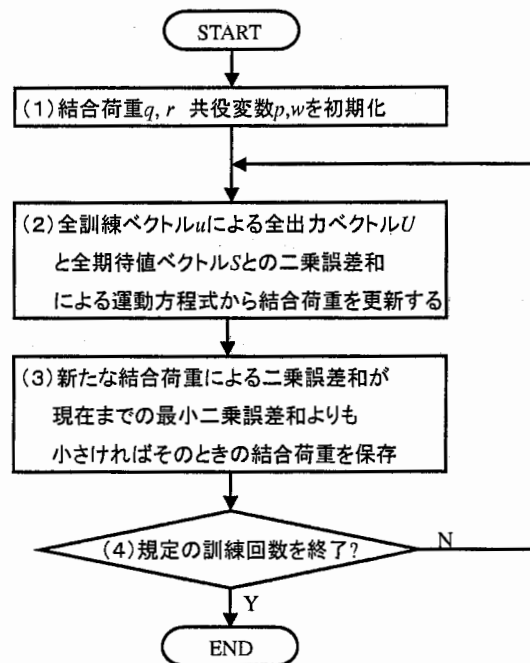 START
(1)結合荷重q, r 共役変数p,wを初期化
(2)全訓練ベクトルuによる全出力ベクトルU
と全期待値ベクトルSとの二乗誤差和
による運動方程式から結合荷重を更新する
(3)新たな結合荷重による二乗誤差和が
現在までの最小二乗誤差和よりも
小さければそのときの結合荷重を保存
(4)規定の訓練回数を終了?
N
Y
END